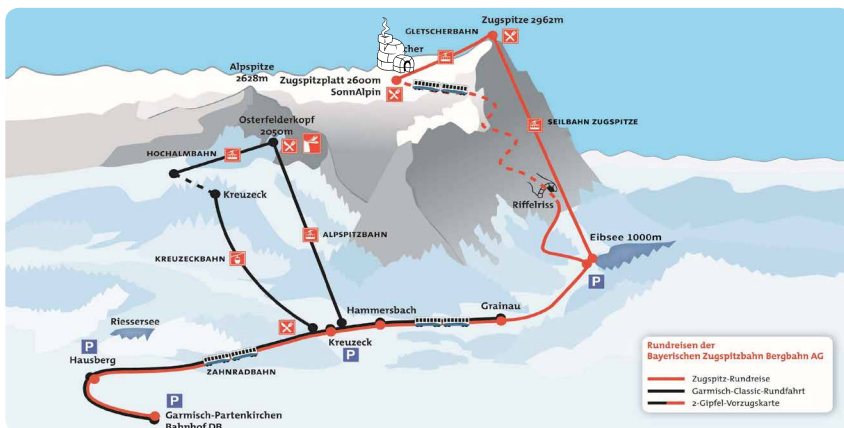 Zugspitze 2962m
GLETSCHERBAHN
cher
Alpspitze
2628m
Zugspitzplatt 2600m
SonnAlpin
Osterfelderkopf
2050m
SEILBAHN ZUGSPITZE
HOCHALMBAHN
Kreuzeck
Riffelriss
ALPSPITZBAHN
Eibsee 1000m
KREUZECKBAHN
P
Hammersbach
Grainau
Riessersee
Kreuzeck
P
P
Hausberg
ZAHNRADBAHN
P
Garmisch-Partenkirchen
Bahnhof DB
Rundreisen der
Bayerischen Zugspitzbahn Bergbahn AG
Zugspitz-Rundreise
Garmisch-Classic-Rundfahrt
2-Gipfel-Vorzugskarte